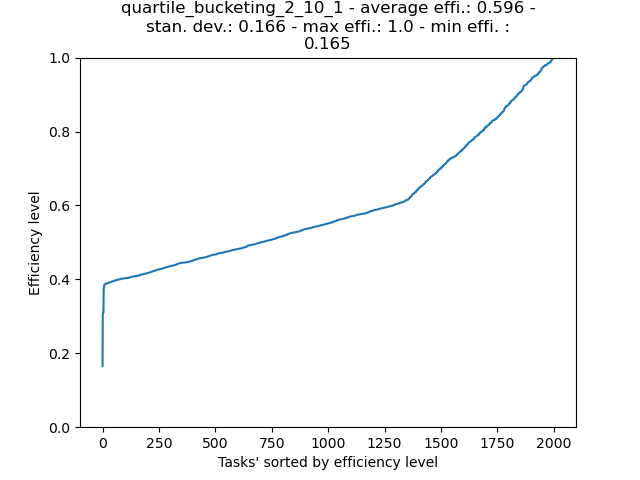 quartile_bucketing_2_10_1 - average effi.: 0.596 -
stan. dev.: 0.166 - max effi.: 1.0 - min effi. :
0.165
1.0
0.8
0.6
0.4
0.2
0.0
Efficiency level
0 250 500 750 1000 1250 1500 1750 2000
Tasks' sorted by efficiency level